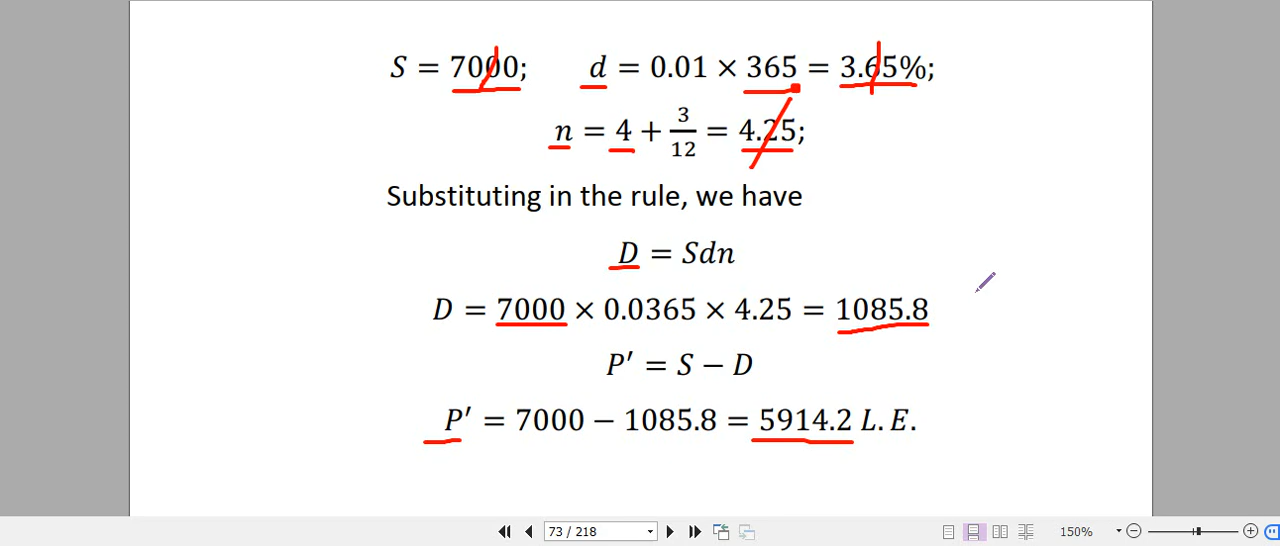 S = 7000; d = 0.01 × 365 = 3.65%;
n = 4 + 3/12 = 4.25;
Substituting in the rule, we have
D = Sdn
D = 7000 × 0.0365 × 4.25 = 1085.8
P′ = S − D
P′ = 7000 − 1085.8 = 5914.2 L.E.
73 / 218
150%